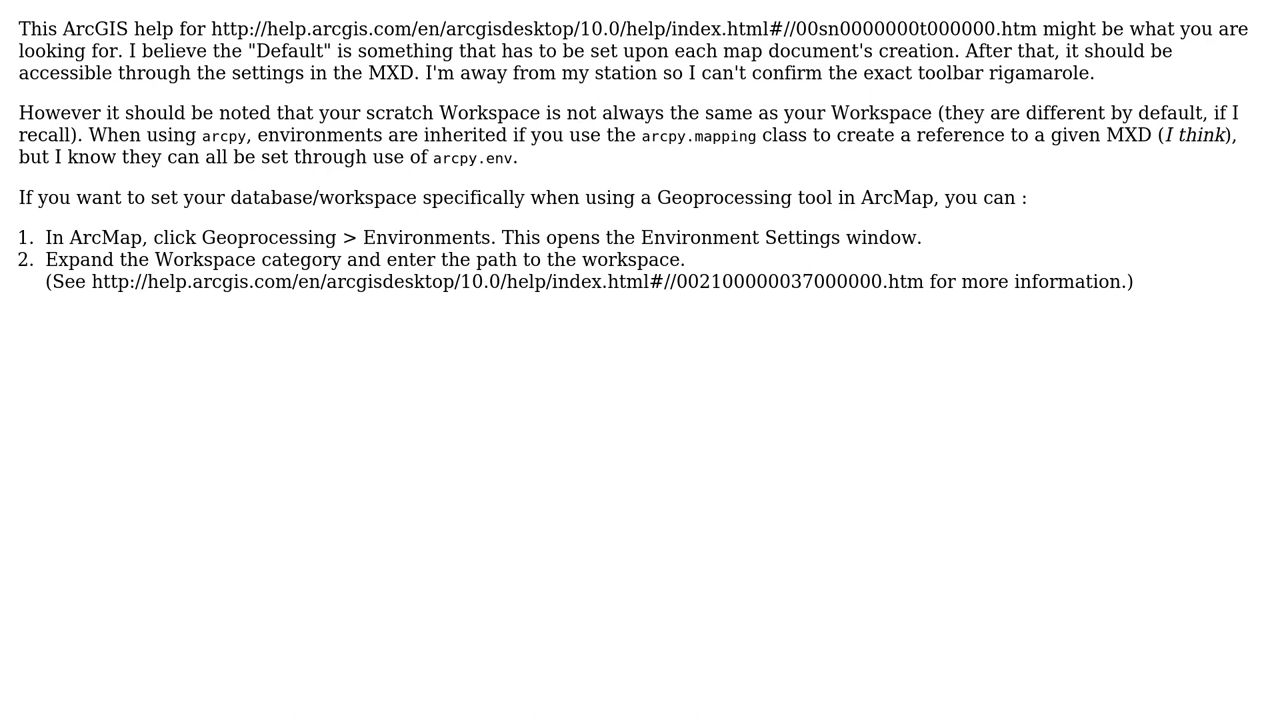 This ArcGIS help for http://help.arcgis.com/en/arcgisdesktop/10.0/help/index.html#//00sn0000000t000000.htm might be what you are
looking for. I believe the "Default" is something that has to be set upon each map document's creation. After that, it should be
accessible through the settings in the MXD. I'm away from my station so I can't confirm the exact toolbar rigamarole.
However it should be noted that your scratch Workspace is not always the same as your Workspace (they are different by default, if I
recall). When using arcpy, environments are inherited if you use the arcpy.mapping class to create a reference to a given MXD (I think),
but I know they can all be set through use of arcpy.env.
If you want to set your database/workspace specifically when using a Geoprocessing tool in ArcMap, you can :
1. In ArcMap, click Geoprocessing > Environments. This opens the Environment Settings window.
2. Expand the Workspace category and enter the path to the workspace.
(See http://help.arcgis.com/en/arcgisdesktop/10.0/help/index.html#//002100000037000000.htm for more information.)